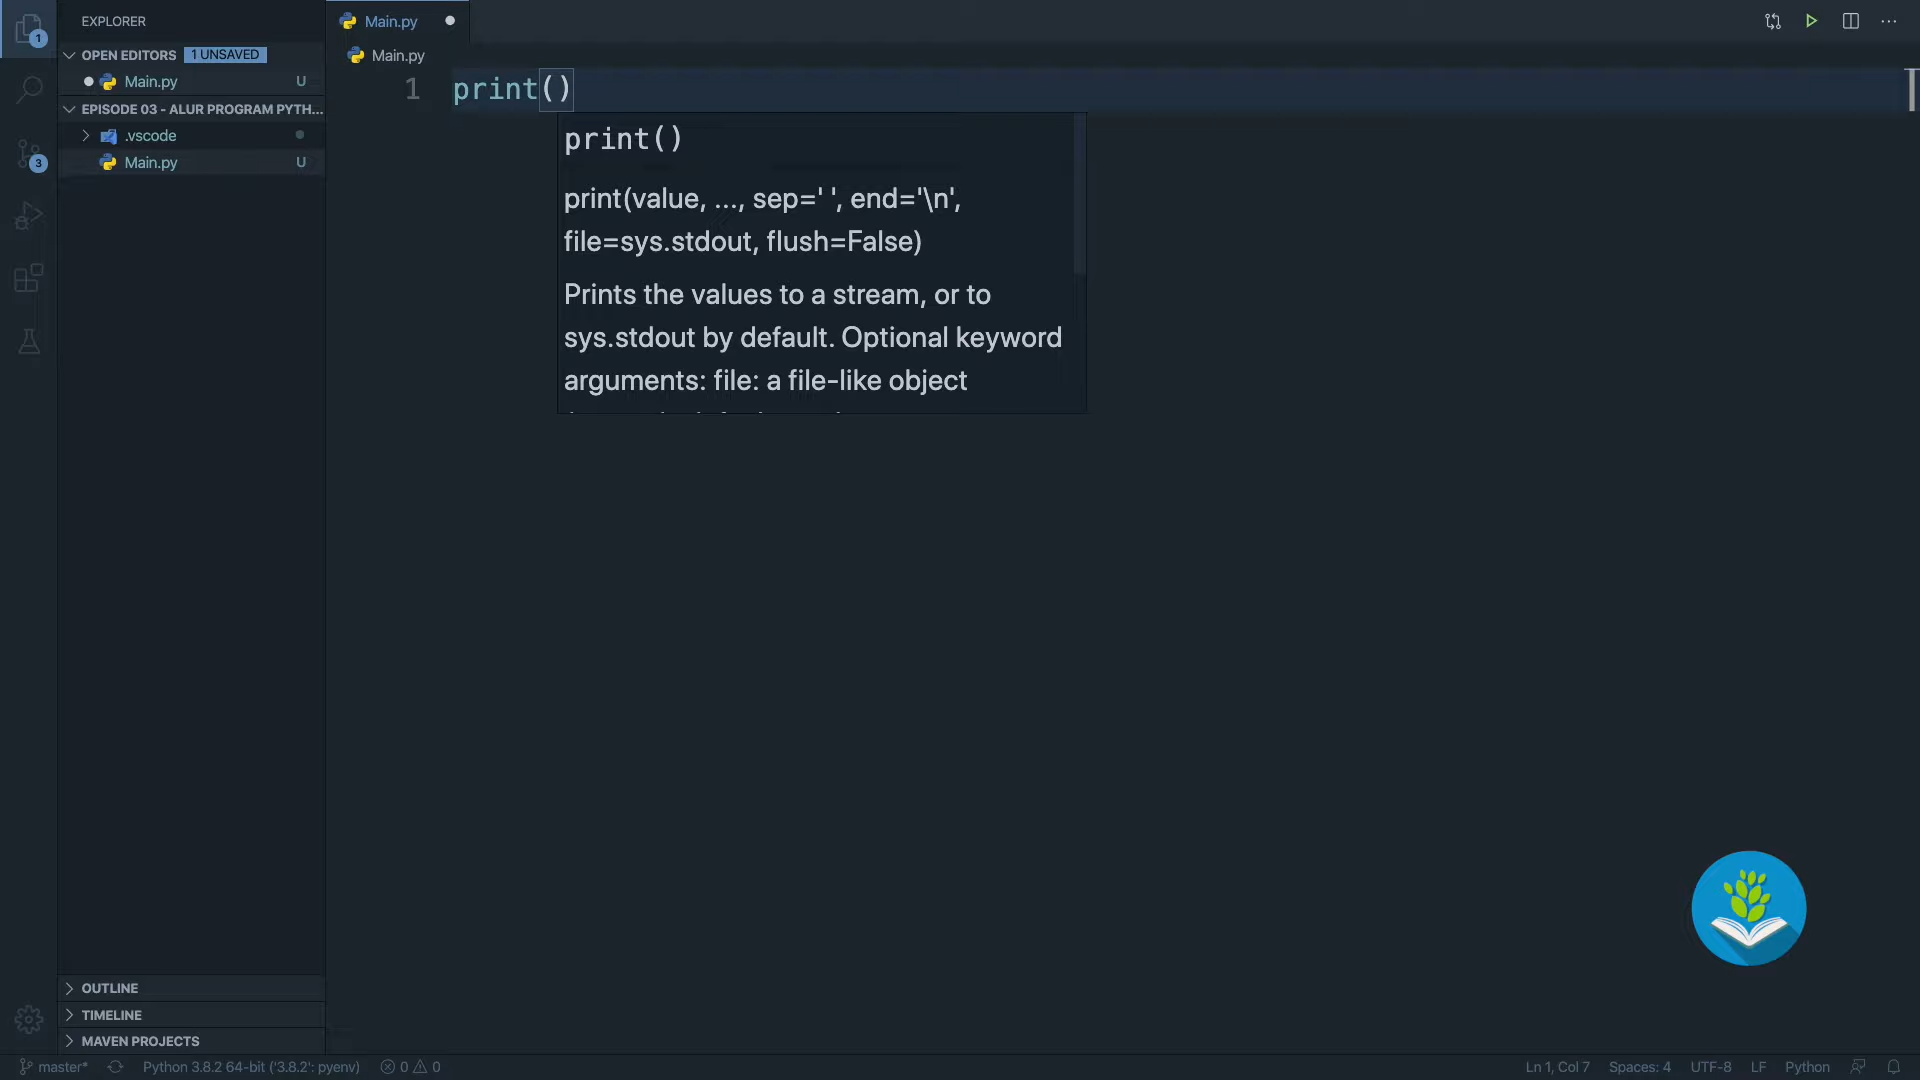 EXPLORER
OPEN EDITORS 1 UNSAVED
Main.py U
EPISODE 03 - ALUR PROGRAM PYTH...
.vscode
Main.py U
OUTLINE
TIMELINE
MAVEN PROJECTS
1
3
Main.py
Main.py
1 print()
print()
print(value, ..., sep=' ', end='\n',
file=sys.stdout, flush=False)
Prints the values to a stream, or to
sys.stdout by default. Optional keyword
arguments: file: a file-like object
master* Python 3.8.2 64-bit ('3.8.2': pyenv) 0 0 Ln 1, Col 7 Spaces: 4 UTF-8 LF Python